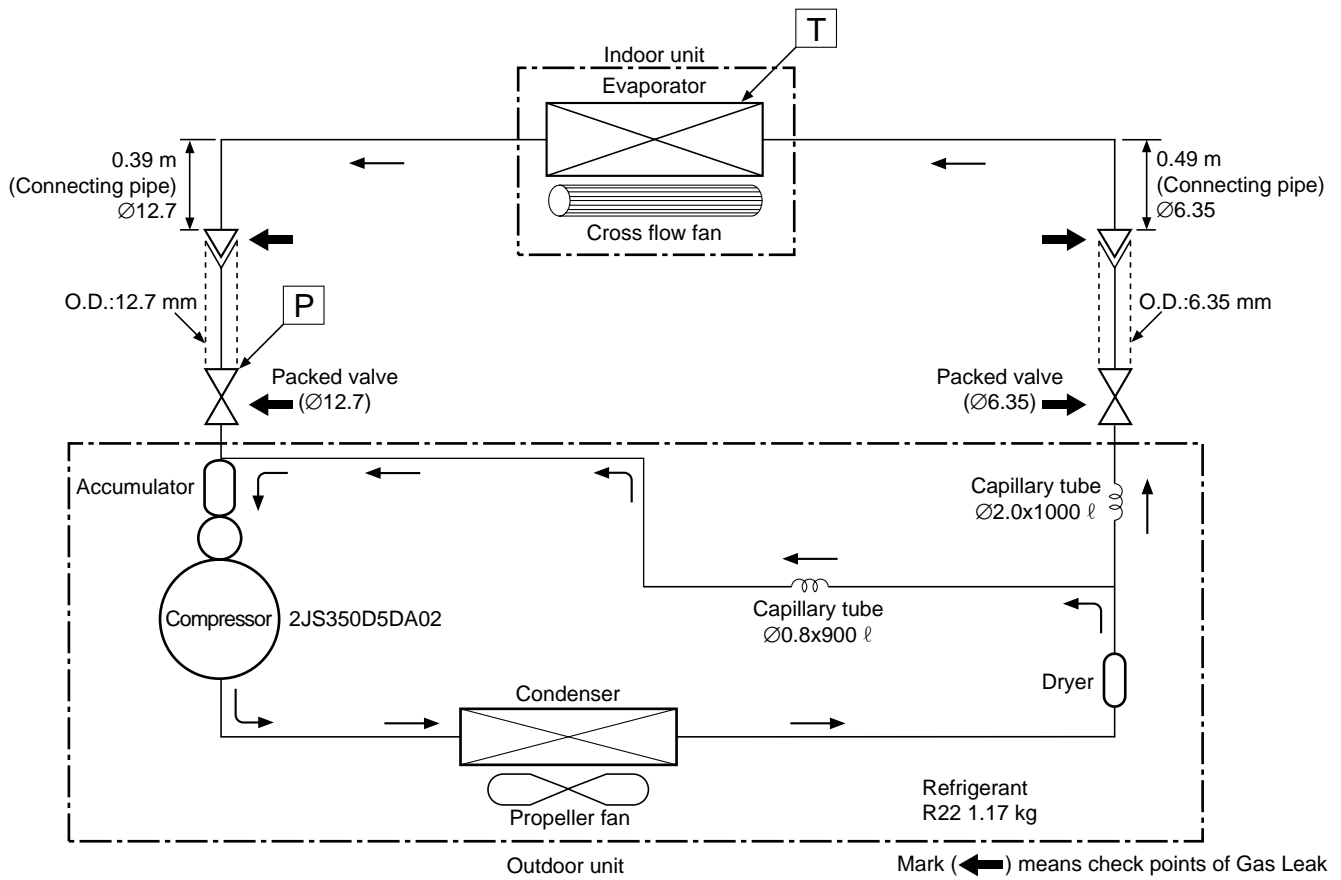 T
Indoor unit
Evaporator
0.39 m
(Connecting pipe)
∅12.7
0.49 m
(Connecting pipe)
∅6.35
Cross flow fan
O.D.:12.7 mm
P
O.D.:6.35 mm
Packed valve
(∅12.7)
Packed valve
(∅6.35)
Accumulator
Capillary tube
∅2.0x1000 ℓ
Compressor
2JS350D5DA02
Capillary tube
∅0.8x900 ℓ
Condenser
Dryer
Propeller fan
Refrigerant
R22 1.17 kg
Outdoor unit
Mark ( ) means check points of Gas Leak